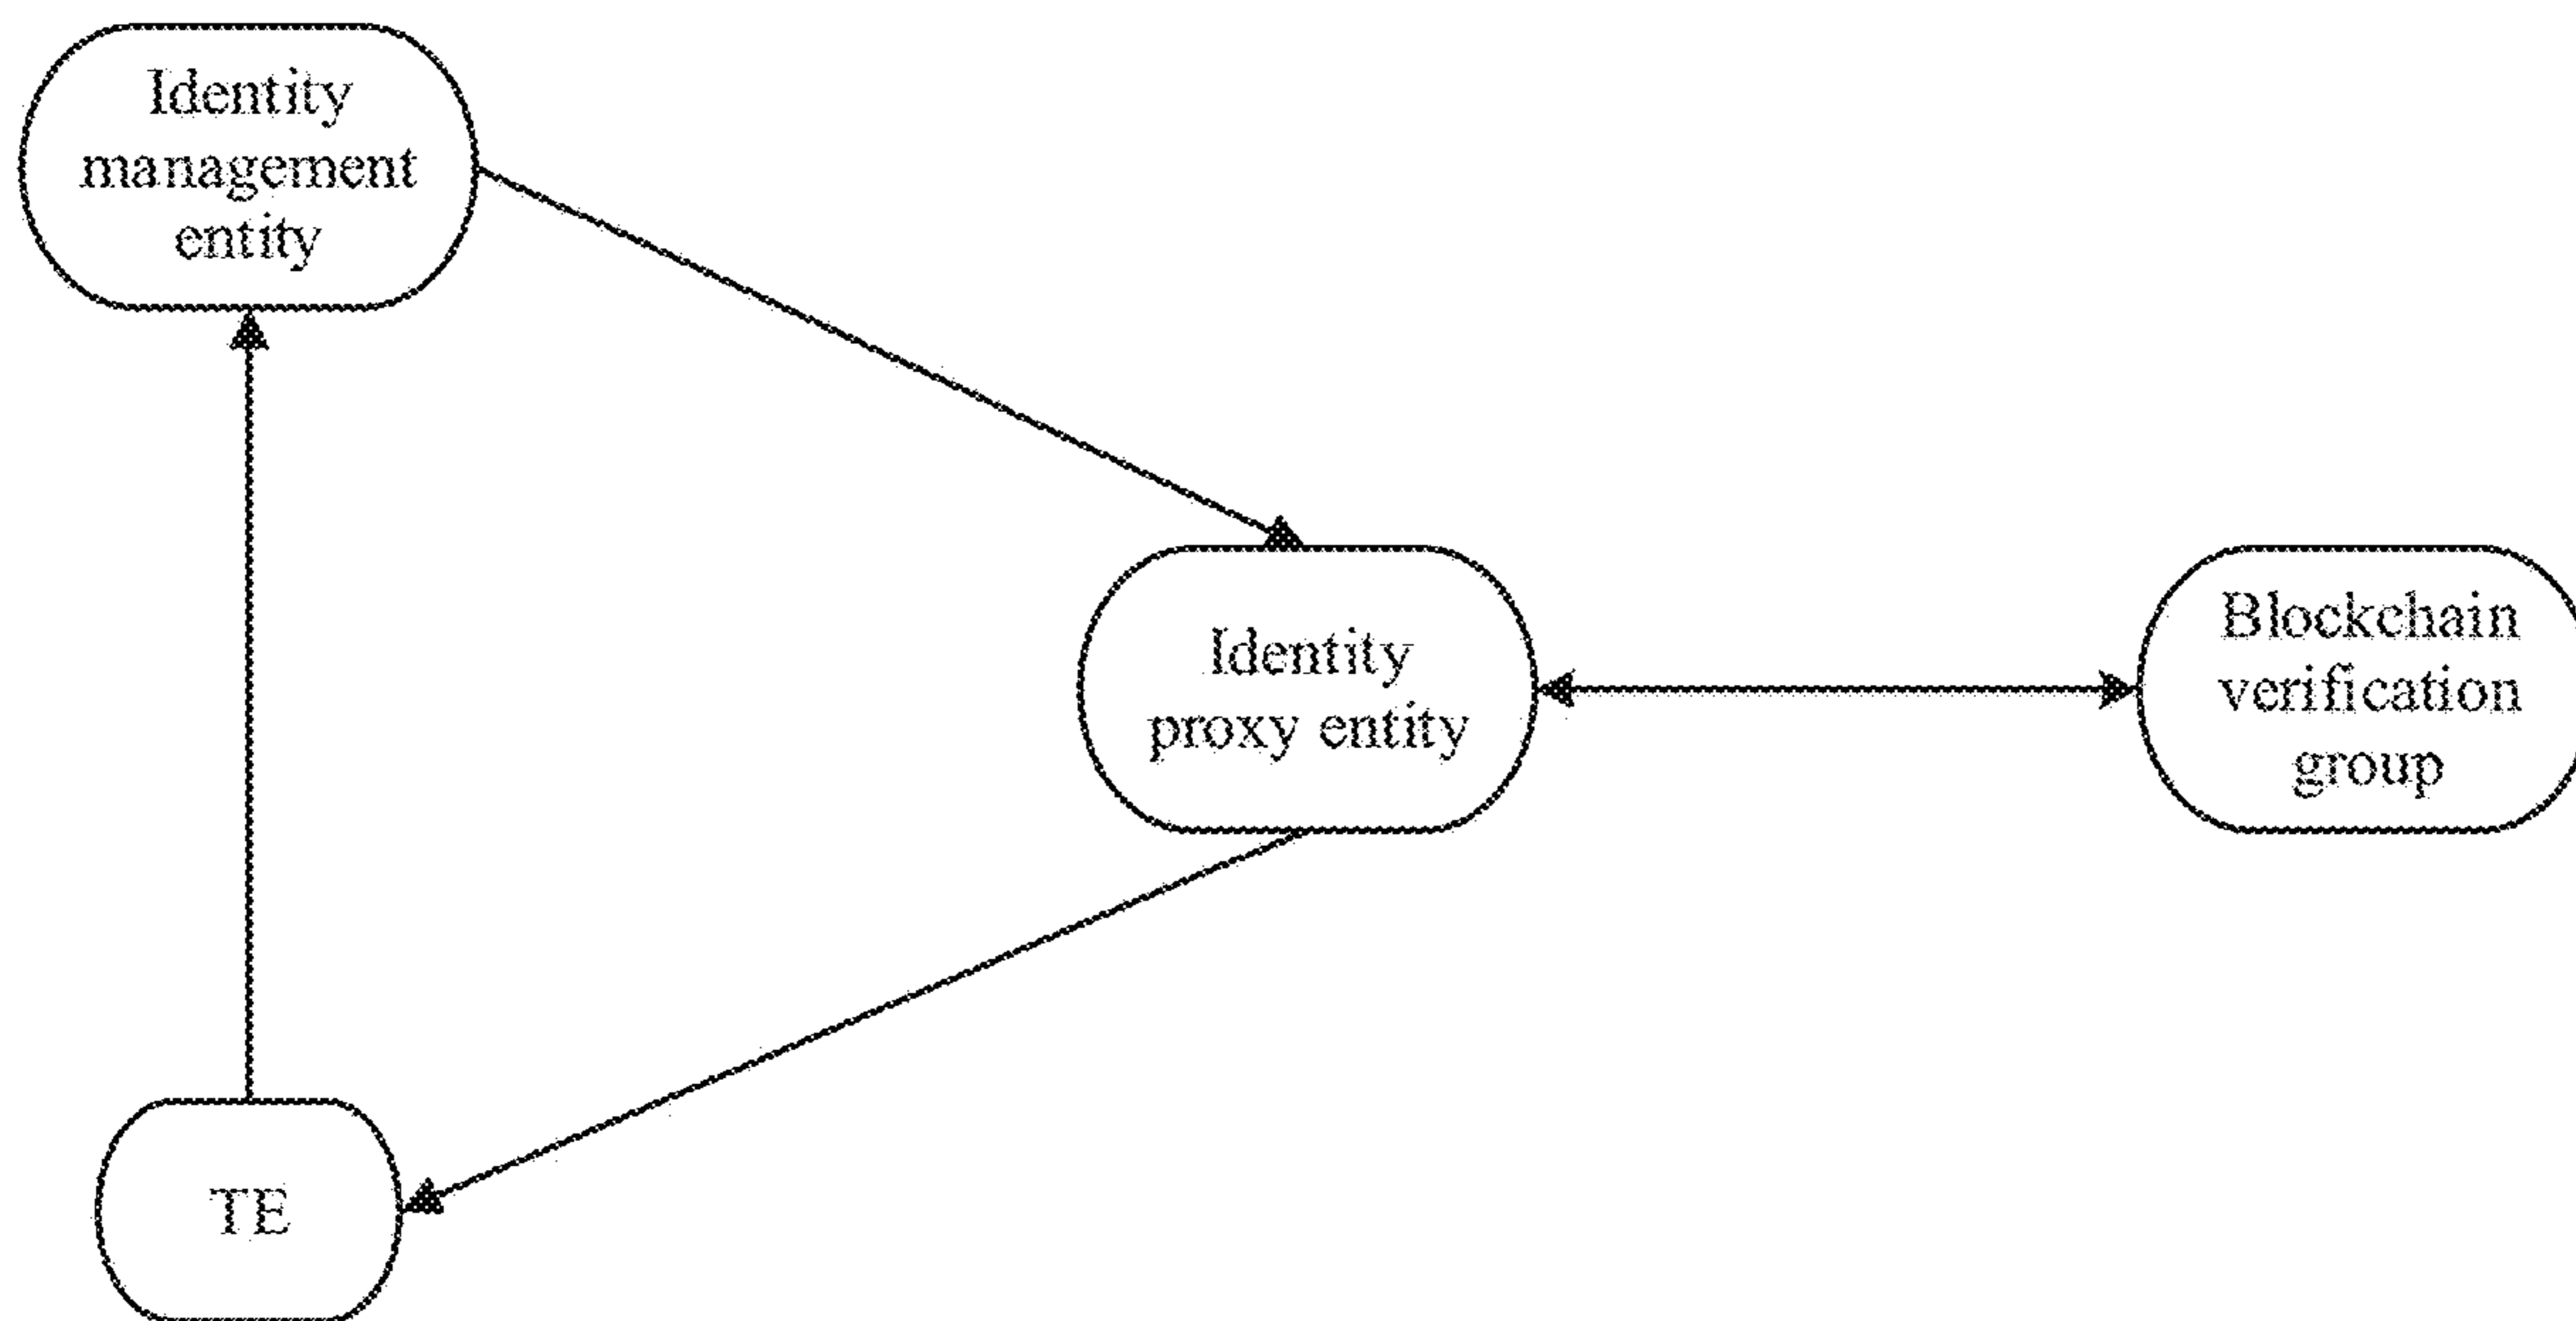 Identity
management
entity
Identity
proxy entity
Blockchain
verification
group
TE